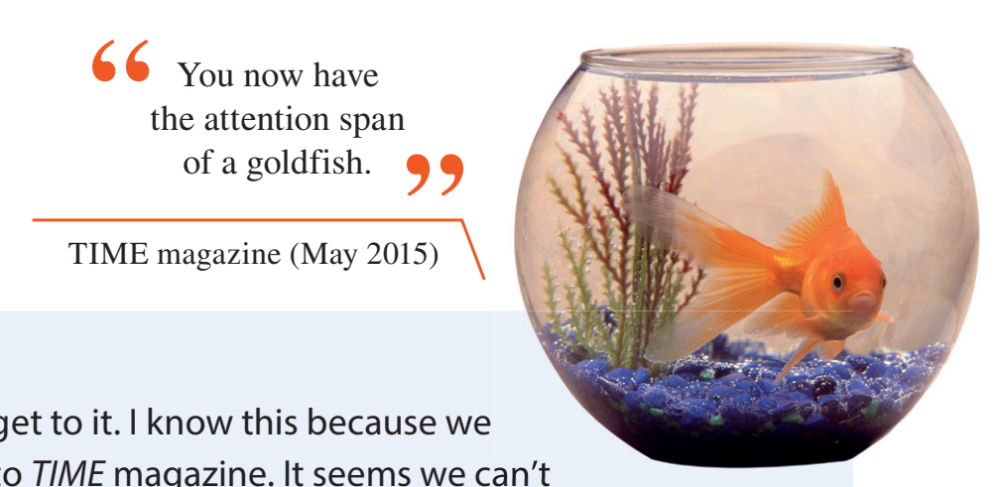 “ You now have
the attention span
of a goldfish. ”
TIME magazine (May 2015)
get to it. I know this because we
to TIME magazine. It seems we can’t